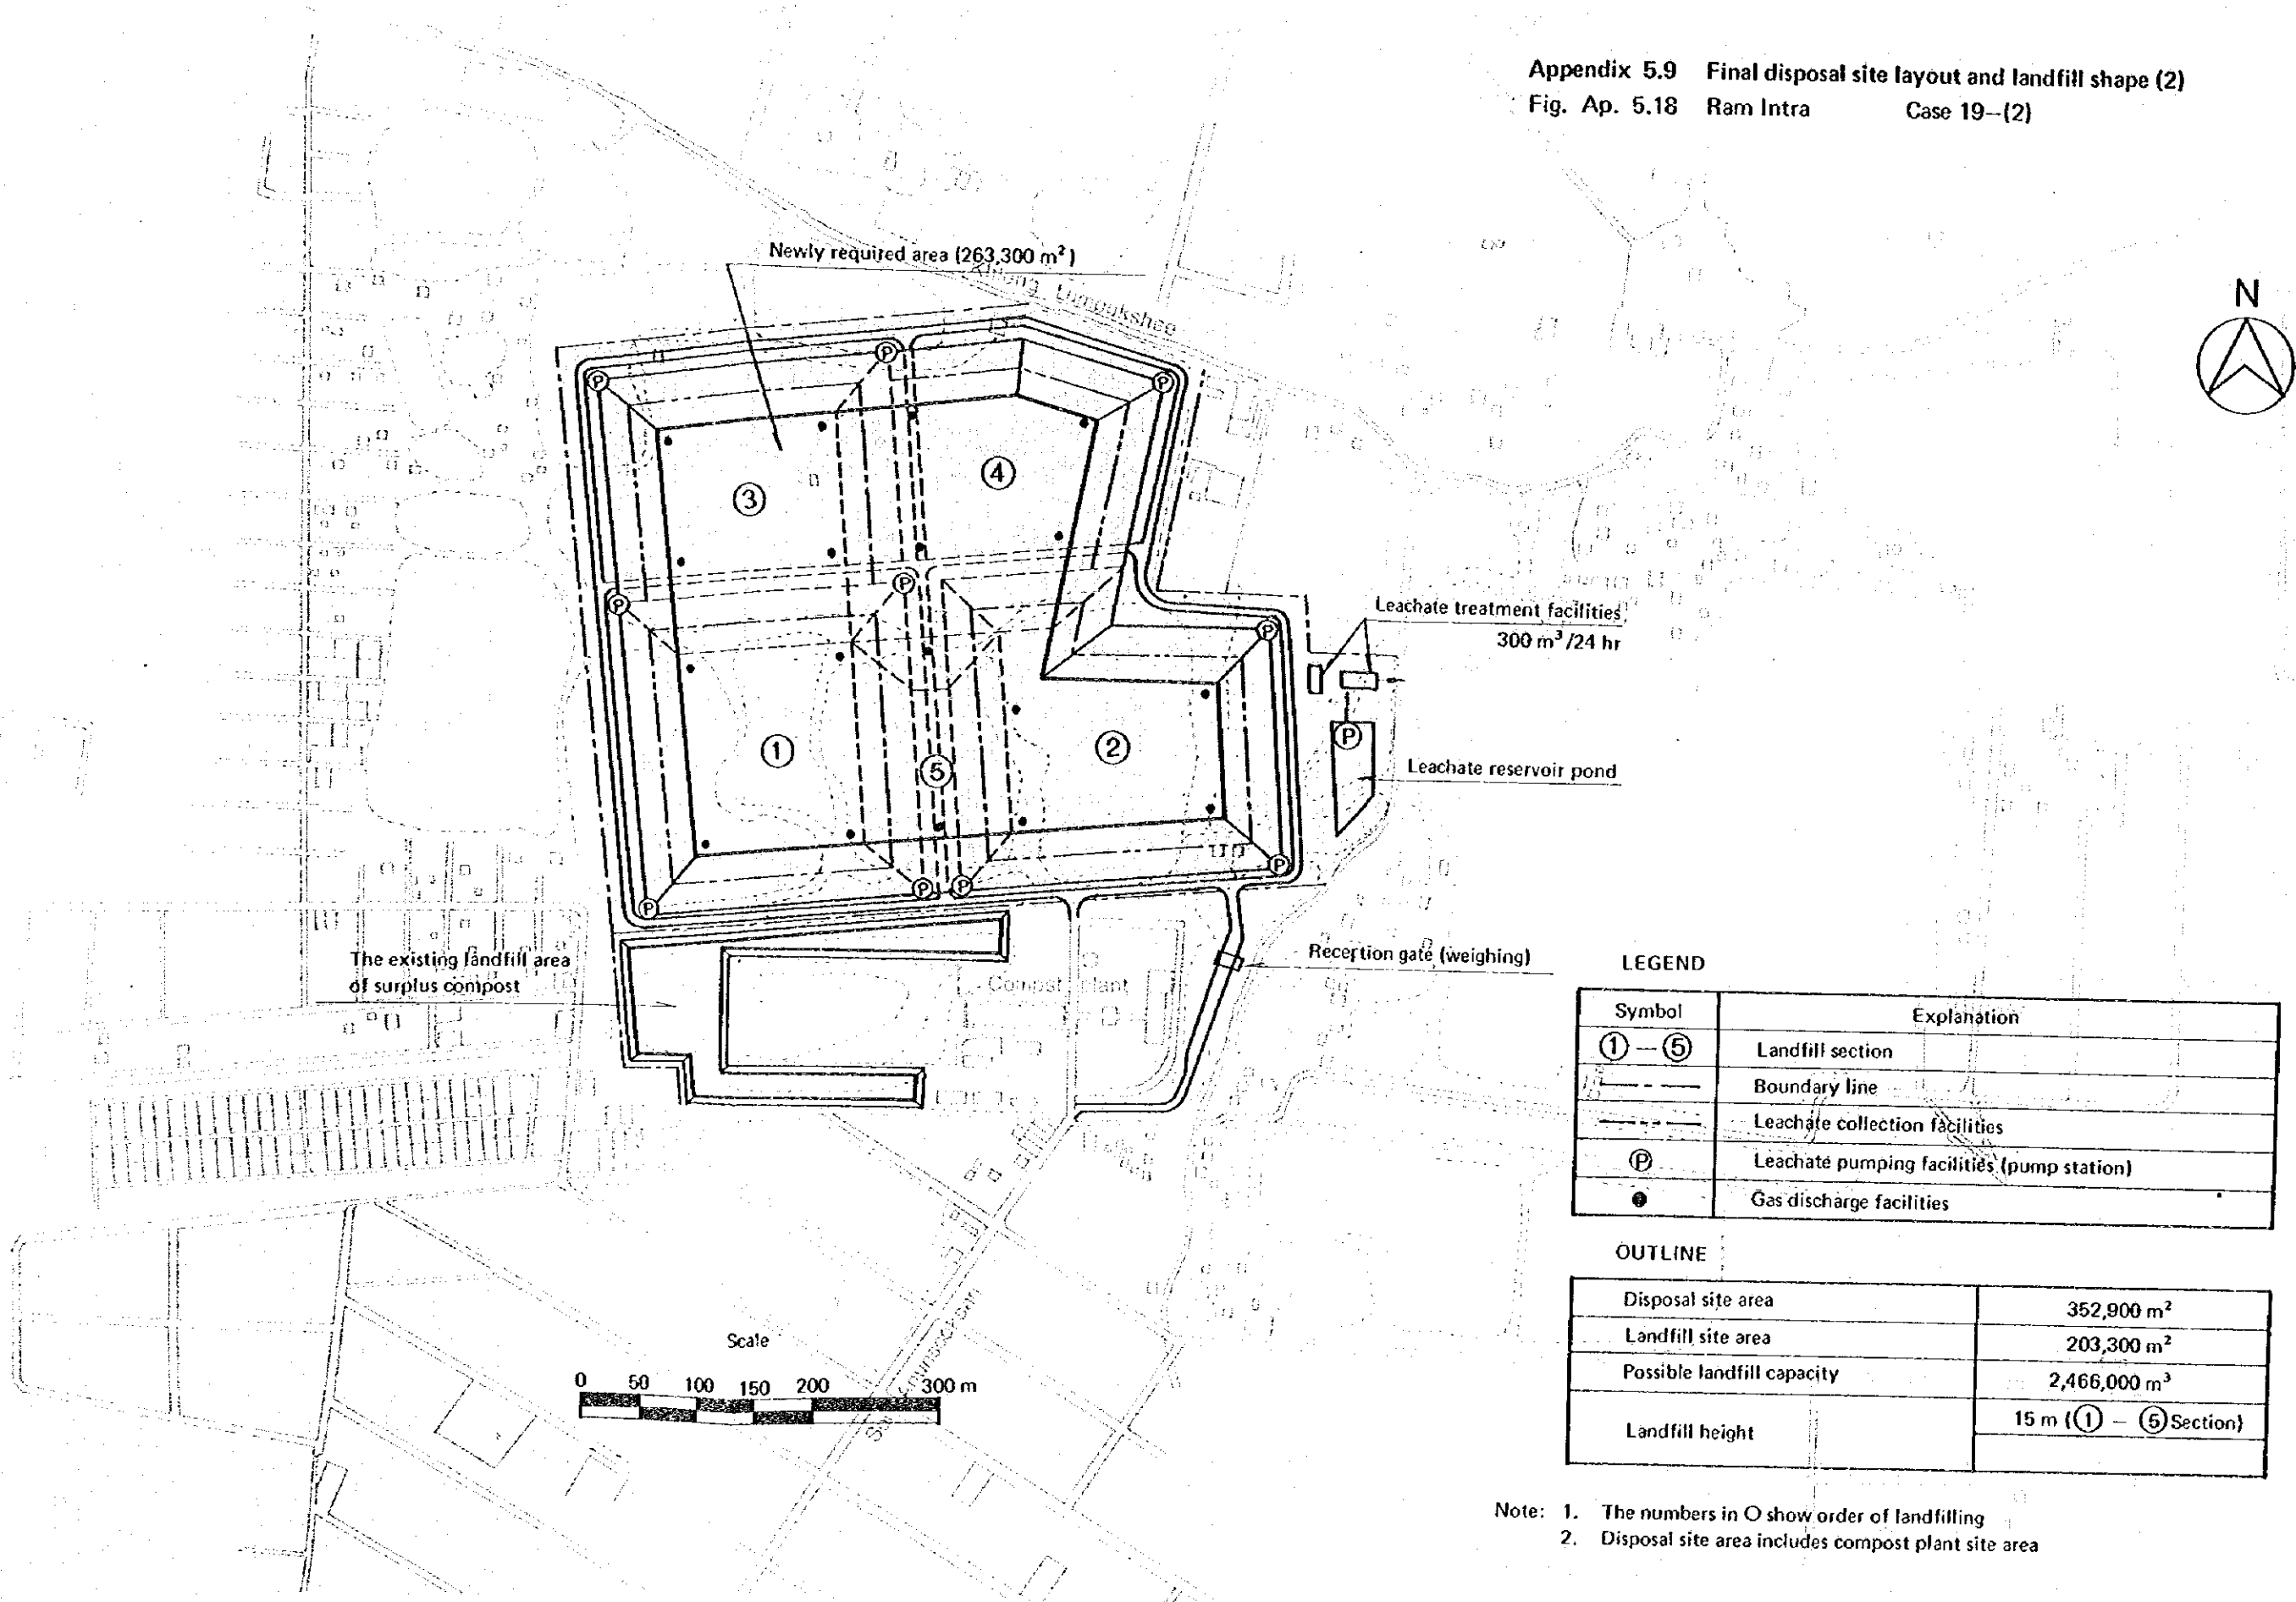 Appendix 5.9 Final disposal site layout and landfill shape (2)
Fig. Ap. 5.18 Ram Intra Case 19-(2)
Newly required area (263,300 m²)
N
P
P
P
3
4
P
P
P
Leachate treatment facilities
300 m³/24 hr
P
1
2
5
Leachate reservoir pond
P
P
P
P
The existing landfill area
of surplus compost
Compost plant
Reception gate (weighing)
LEGEND
Symbol Explanation
① — ⑤ Landfill section
Boundary line
Leachate collection facilities
Ⓟ Leachate pumping facilities (pump station)
Gas discharge facilities
OUTLINE
Disposal site area 352,900 m²
Landfill site area 203,300 m²
Possible landfill capacity 2,466,000 m³
Landfill height 15 m (① — ⑤ Section)
Scale
0 50 100 150 200 300 m
Note: 1. The numbers in O show order of landfilling
2. Disposal site area includes compost plant site area